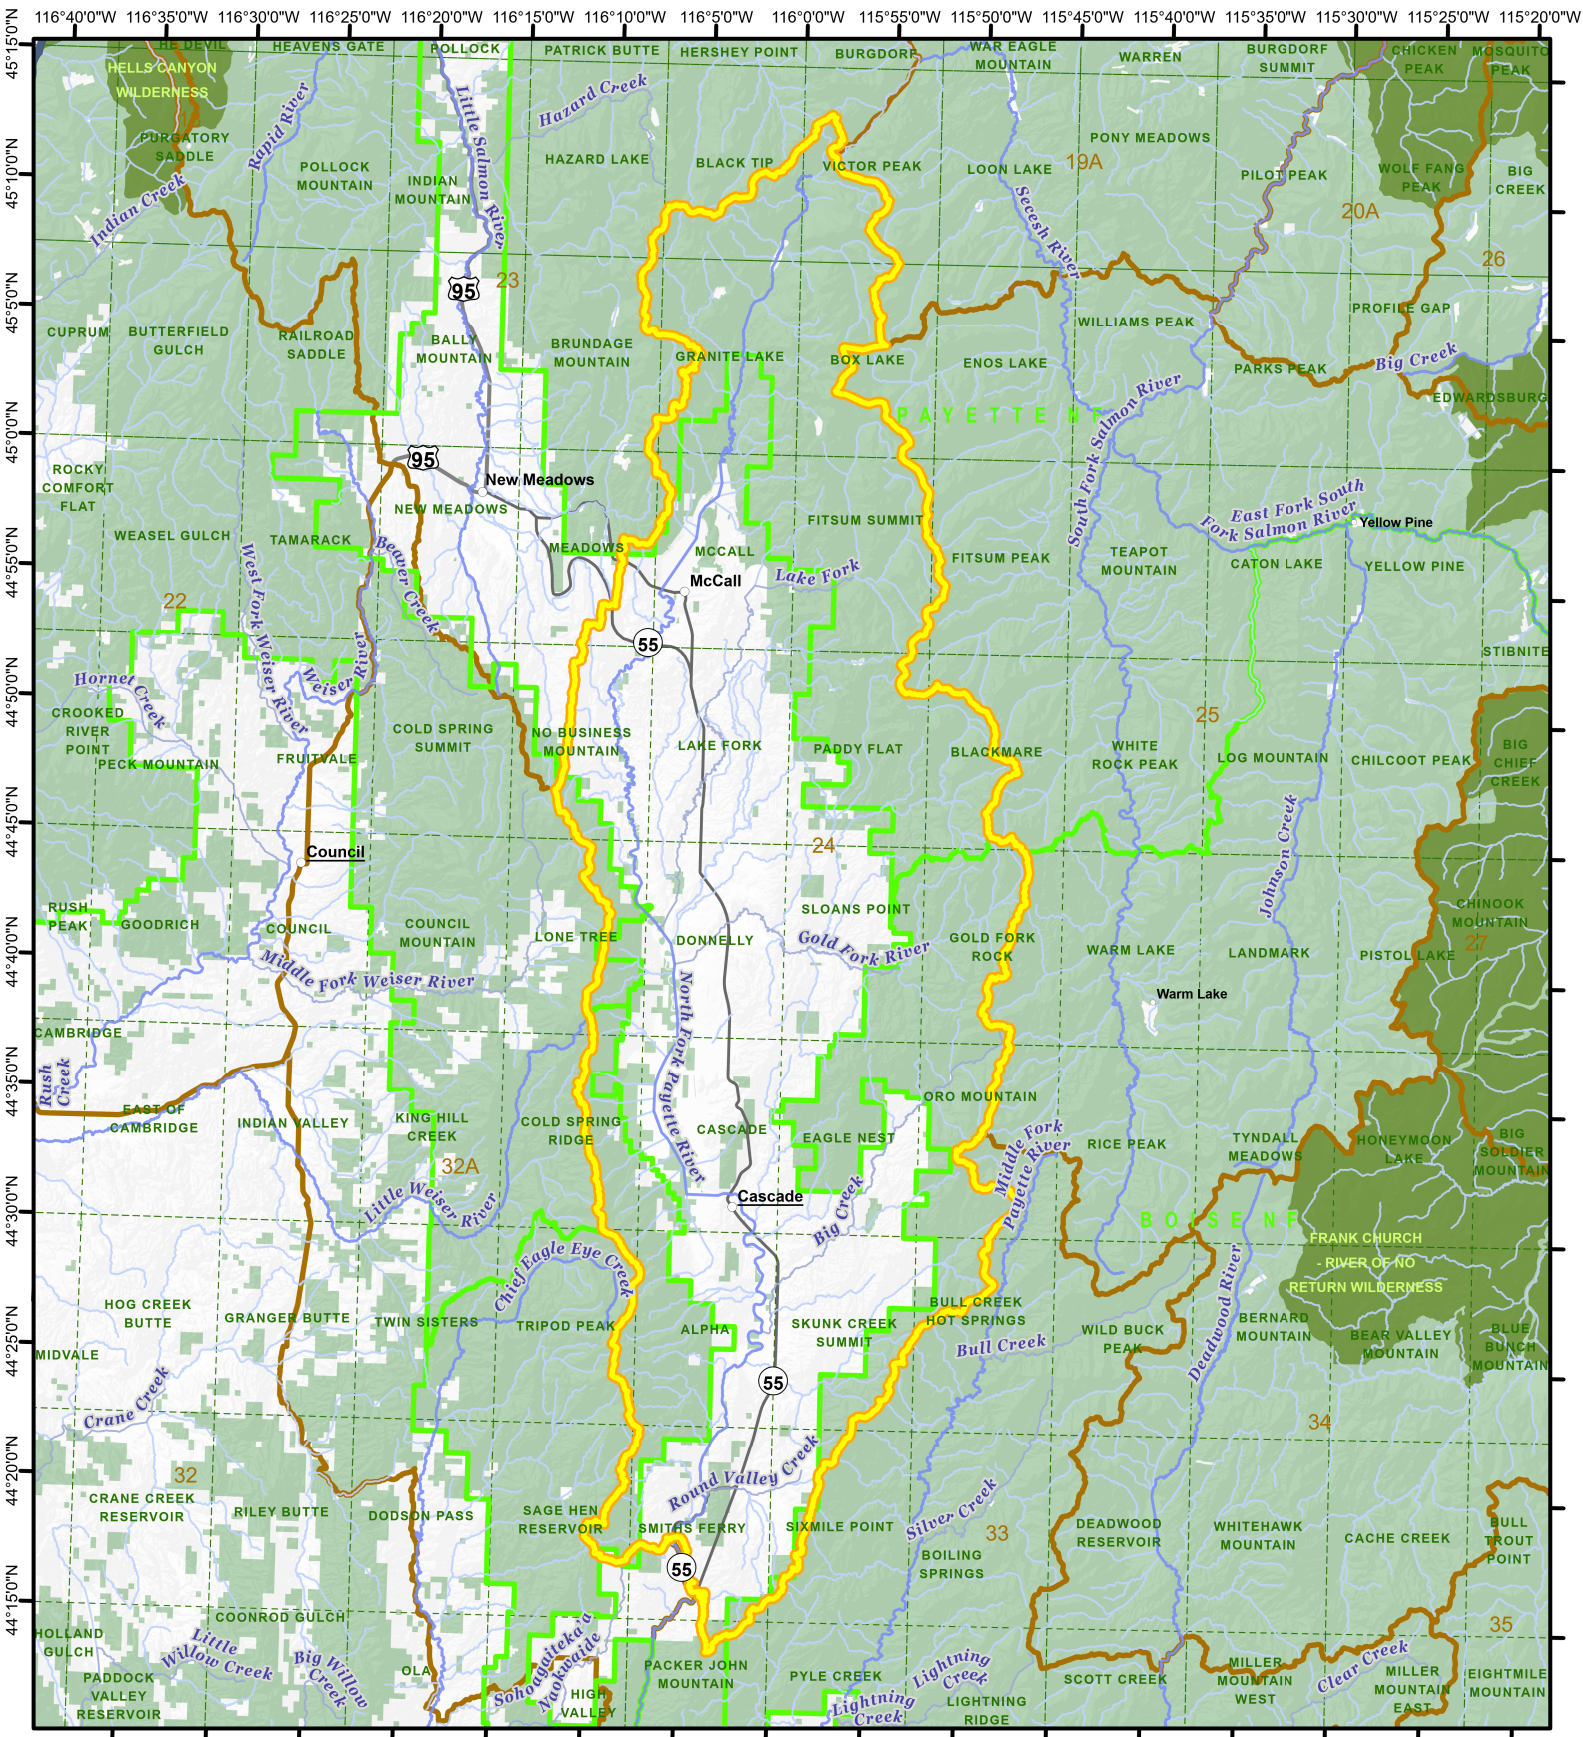 116°40'0"W 116°35'0"W 116°30'0"W 116°25'0"W 116°20'0"W 116°15'0"W 116°10'0"W 116°5'0"W 116°0'0"W 115°55'0"W 115°50'0"W 115°45'0"W 115°40'0"W 115°35'0"W 115°30'0"W 115°25'0"W 115°20'0"W
45°15'0"N
45°10'0"N
45°5'0"N
45°0'0"N
44°55'0"N
44°50'0"N
44°45'0"N
44°40'0"N
44°35'0"N
44°30'0"N
44°25'0"N
44°20'0"N
44°15'0"N
HE DEVIL
HEAVENS GATE
POLLOCK
PATRICK BUTTE
HERSHEY POINT
BURGDORF
WAR EAGLE
MOUNTAIN
WARREN
BURGDORF
SUMMIT
CHICKEN
PEAK
MOSQUITO
PEAK
HELLS CANYON
WILDERNESS
18
PURGATORY
SADDLE
Rapid River
Little Salmon River
Hazard Creek
POLLOCK
MOUNTAIN
INDIAN
MOUNTAIN
HAZARD LAKE
BLACK TIP
VICTOR PEAK
LOON LAKE
PONY MEADOWS
19A
PILOT PEAK
WOLF FANG
PEAK
BIG
CREEK
20A
Indian Creek
Secesh River
26
95
23
CUPRUM
BUTTERFIELD
GULCH
RAILROAD
SADDLE
BALLY
MOUNTAIN
BRUNDAGE
MOUNTAIN
GRANITE LAKE
BOX LAKE
ENOS LAKE
WILLIAMS PEAK
PROFILE GAP
PARKS PEAK
Big Creek
EDWARDSBURG
PAYETTE NF
South Fork Salmon River
ROCKY
COMFORT
FLAT
95
New Meadows
NEW MEADOWS
WEASEL GULCH
TAMARACK
Beaver Creek
MEADOWS
MCCALL
McCall
Lake Fork
FITSUM SUMMIT
FITSUM PEAK
TEAPOT
MOUNTAIN
East Fork South
Fork Salmon River
Yellow Pine
CATON LAKE
YELLOW PINE
22
West Fork Weiser River
Weiser River
55
STIBNITE
Hornet Creek
CROOKED
RIVER
POINT
PECK MOUNTAIN
FRUITVALE
COLD SPRING
SUMMIT
NO BUSINESS
MOUNTAIN
LAKE FORK
PADDY FLAT
BLACKMARE
25
WHITE
ROCK PEAK
LOG MOUNTAIN
CHILCOOT PEAK
BIG
CHIEF
CREEK
Council
24
Johnson Creek
RUSH
PEAK
GOODRICH
COUNCIL
COUNCIL
MOUNTAIN
LONE TREE
DONNELLY
SLOANS POINT
Gold Fork River
GOLD FORK
ROCK
WARM LAKE
LANDMARK
PISTOL LAKE
CHINOOK
MOUNTAIN
27
Middle Fork Weiser River
Warm Lake
CAMBRIDGE
Rush
Creek
North Fork Payette River
EAST OF
CAMBRIDGE
INDIAN VALLEY
KING HILL
CREEK
COLD SPRING
RIDGE
CASCADE
EAGLE NEST
ORO MOUNTAIN
Middle Fork
Payette River
RICE PEAK
TYNDALL
MEADOWS
HONEYMOON
LAKE
BIG
SOLDIER
MOUNTAIN
32A
Little Weiser River
Cascade
Big Creek
BOISE NF
FRANK CHURCH
- RIVER OF NO
RETURN WILDERNESS
Chief Eagle Eye Creek
Deadwood River
HOG CREEK
BUTTE
GRANGER BUTTE
TWIN SISTERS
TRIPOD PEAK
ALPHA
SKUNK CREEK
SUMMIT
BULL CREEK
HOT SPRINGS
Bull Creek
WILD BUCK
PEAK
BERNARD
MOUNTAIN
BEAR VALLEY
MOUNTAIN
BLUE
BUNCH
MOUNTAIN
MIDVALE
Crane Creek
55
34
32
CRANE CREEK
RESERVOIR
RILEY BUTTE
DODSON PASS
SAGE HEN
RESERVOIR
Round Valley Creek
SMITHS FERRY
SIXMILE POINT
Silver Creek
33
BOILING
SPRINGS
DEADWOOD
RESERVOIR
WHITEHAWK
MOUNTAIN
CACHE CREEK
BULL
TROUT
POINT
55
COONROD GULCH
HOLLAND
GULCH
Little
Willow Creek
Big Willow
Creek
PADDOCK
VALLEY
RESERVOIR
OLA
Sohoagaiteka'a
Naokwaide
HIGH
VALLEY
PACKER JOHN
MOUNTAIN
PYLE CREEK
Lightning
Creek
Lightning
Creek
LIGHTNING
RIDGE
SCOTT CREEK
MILLER
MOUNTAIN
WEST
Clear Creek
MILLER
MOUNTAIN
EAST
35
EIGHTMILE
MOUNTAIN